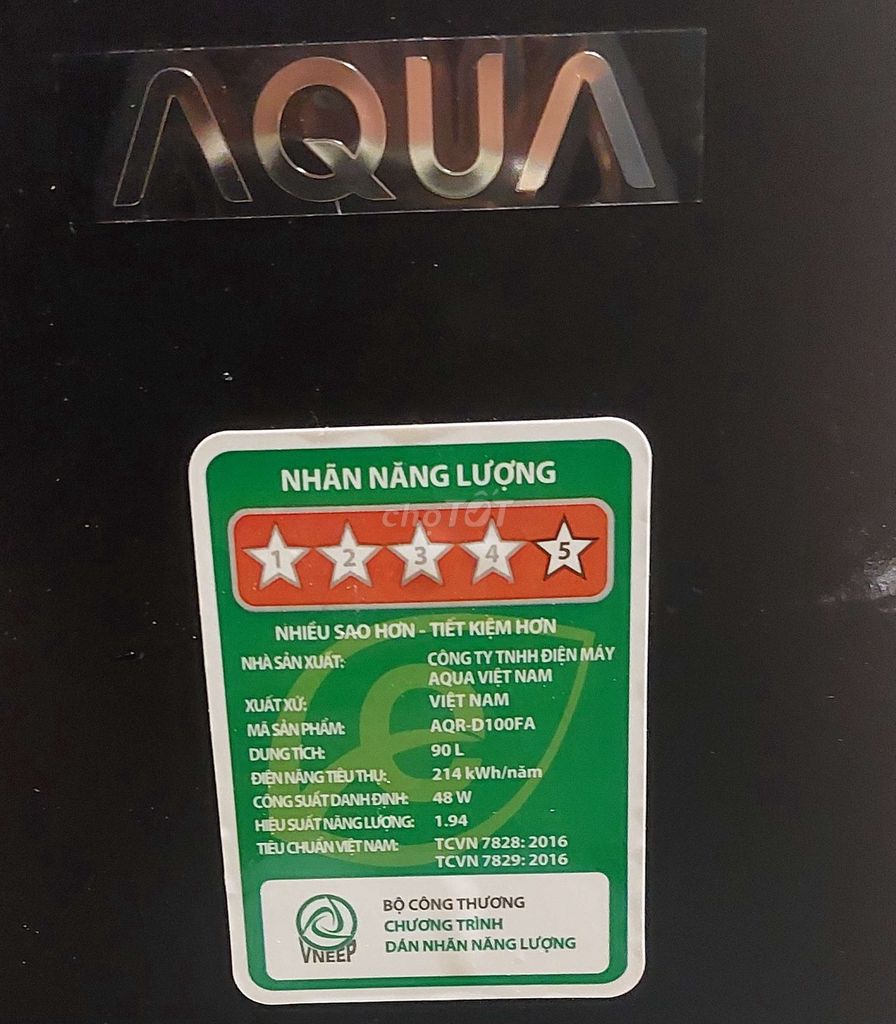 AQUA
NHÃN NĂNG LƯỢNG
choTỐT
1 2 3 4 5
NHIỀU SAO HƠN - TIẾT KIỆM HƠN
NHÀ SẢN XUẤT: CÔNG TY TNHH ĐIỆN MÁY
AQUA VIỆT NAM
XUẤT XỨ: VIỆT NAM
MÃ SẢN PHẨM: AQR-D100FA
DUNG TÍCH: 90 L
ĐIỆN NĂNG TIÊU THỤ: 214 kWh/năm
CÔNG SUẤT DANH ĐỊNH: 48 W
HIỆU SUẤT NĂNG LƯỢNG: 1.94
TIÊU CHUẨN VIỆT NAM: TCVN 7828: 2016
TCVN 7829: 2016
BỘ CÔNG THƯƠNG
CHƯƠNG TRÌNH
DÁN NHÃN NĂNG LƯỢNG
VNEEP